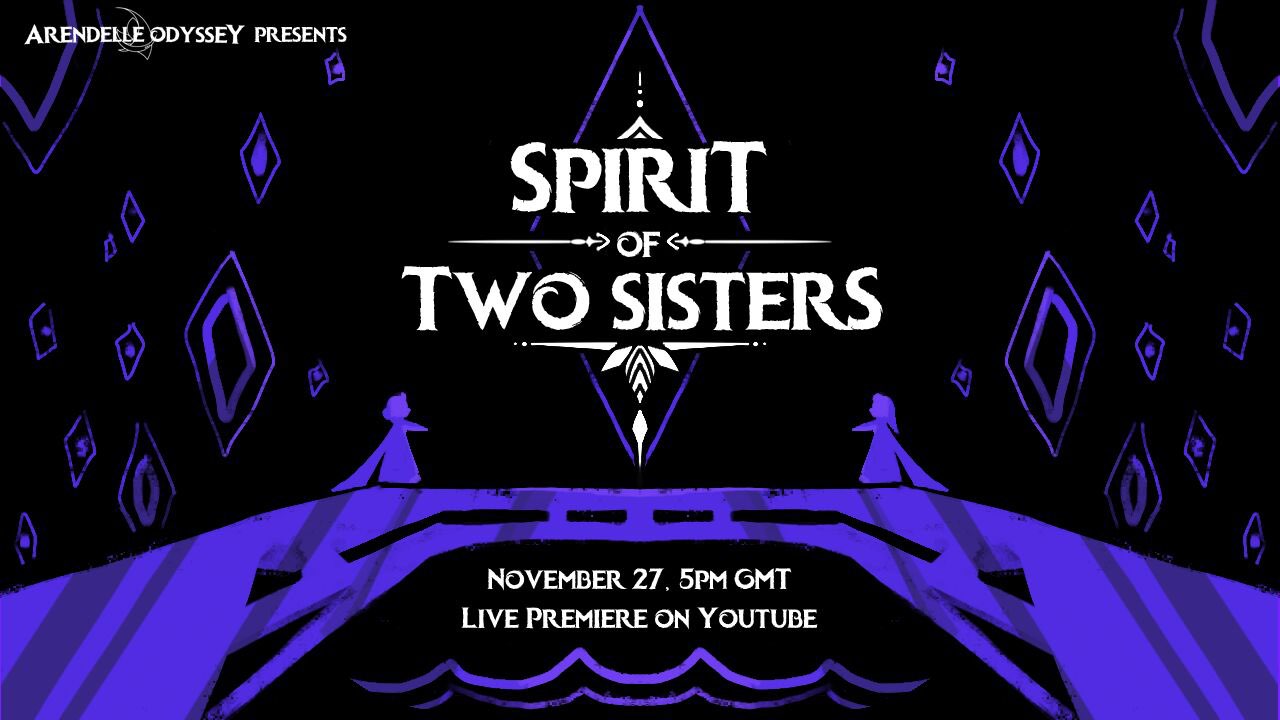 ARENDELLE ODYSSEY PRESENTS
SPIRIT
OF
TWO SISTERS
NOVEMBER 27, 5PM GMT
LIVE PREMIERE ON YOUTUBE